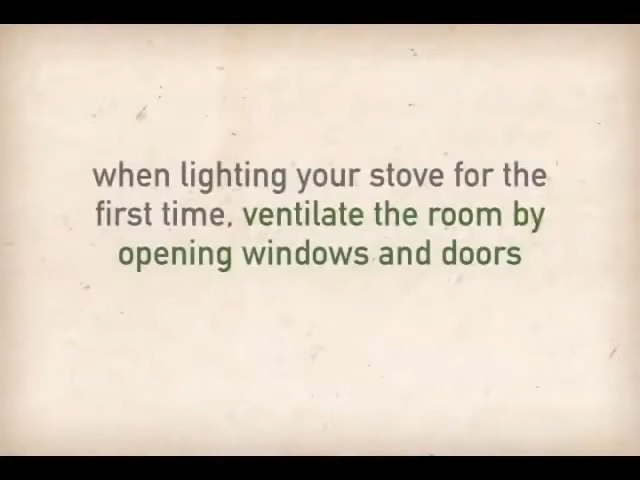 when lighting your stove for the
first time, ventilate the room by
opening windows and doors